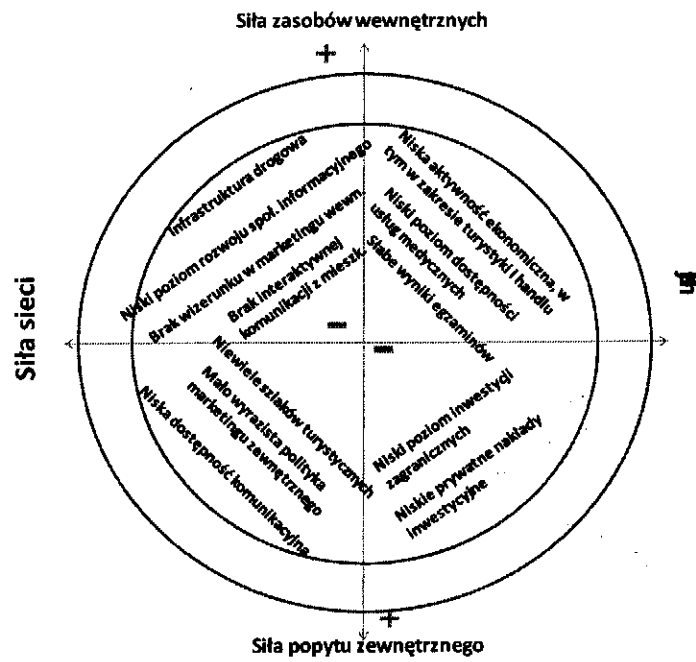 Siła zasobów wewnętrznych
+
Infrastruktura drogowa
Niski poziom rozwoju społ. informacyjnego
Brak wizerunku w marketingu wewn.
Brak interaktywnej
komunikacji z mieszk.
Niska aktywność ekonomiczna, w
tym w zakresie turystyki i handlu
Niski poziom dostępności
usług medycznych
Słabe wyniki egzaminów
Siła sieci
–
–
Niewiele szlaków turystycznych
Mało wyrazista polityka
marketingu zewnętrznego
Niska dostępność komunikacyjna
Niski poziom inwestycji
zagranicznych
Niskie prywatne nakłady
inwestycyjne
+
Siła popytu zewnętrznego